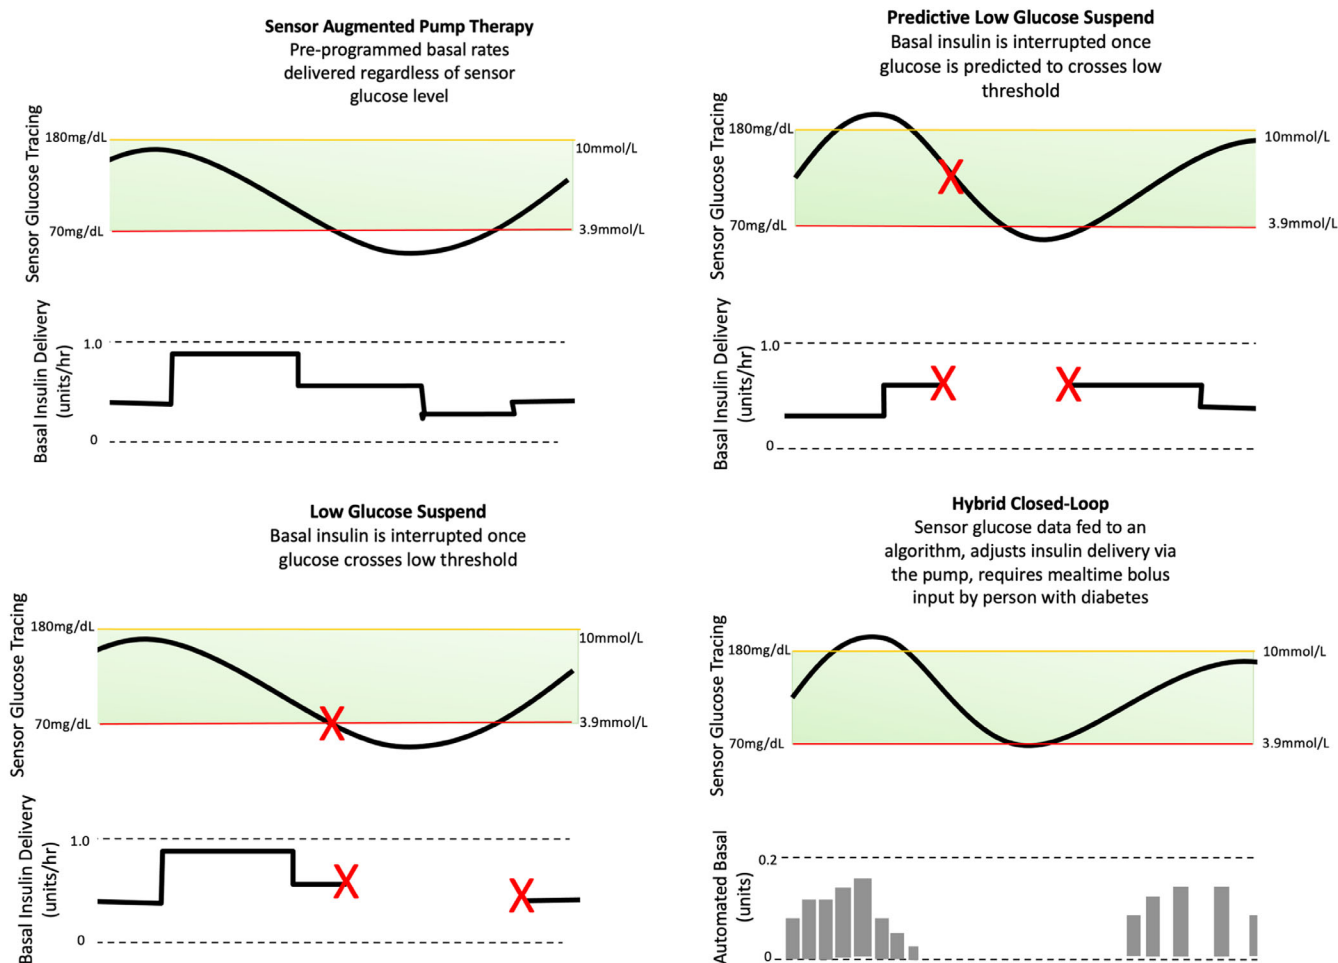 Sensor Augmented Pump Therapy
Pre-programmed basal rates
delivered regardless of sensor
glucose level
Sensor Glucose Tracing
180mg/dL
10mmol/L
70mg/dL
3.9mmol/L
Basal Insulin Delivery
(units/hr)
1.0
0
Predictive Low Glucose Suspend
Basal insulin is interrupted once
glucose is predicted to crosses low
threshold
Sensor Glucose Tracing
180mg/dL
10mmol/L
70mg/dL
3.9mmol/L
Basal Insulin Delivery
(units/hr)
1.0
X
X
X
0
Low Glucose Suspend
Basal insulin is interrupted once
glucose crosses low threshold
Sensor Glucose Tracing
180mg/dL
10mmol/L
70mg/dL
3.9mmol/L
Basal Insulin Delivery
(units/hr)
1.0
X
X
X
0
Hybrid Closed-Loop
Sensor glucose data fed to an
algorithm, adjusts insulin delivery via
the pump, requires mealtime bolus
input by person with diabetes
Sensor Glucose Tracing
180mg/dL
10mmol/L
70mg/dL
3.9mmol/L
Automated Basal
(units)
0.2
0